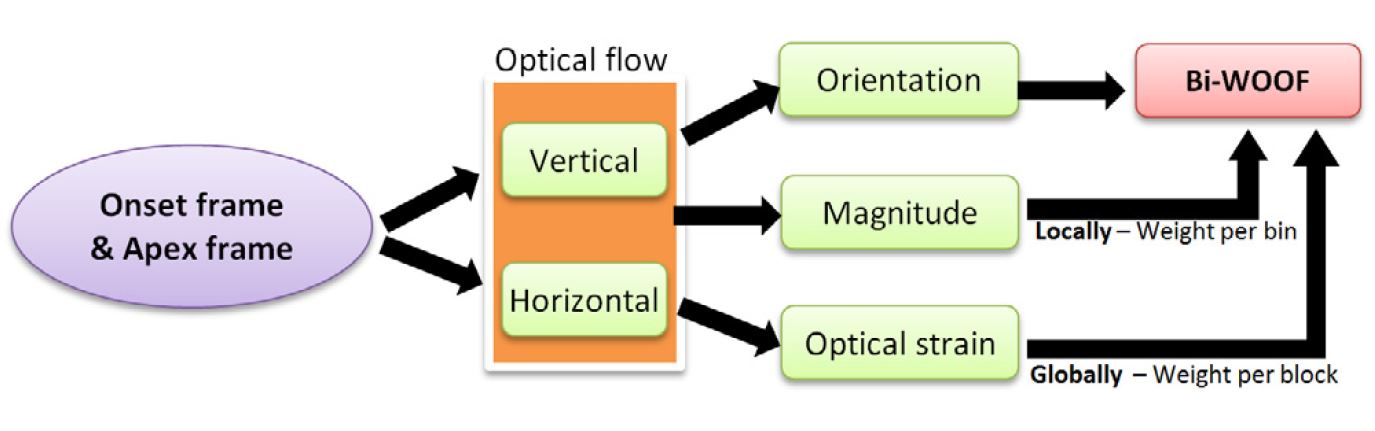 Onset frame
& Apex frame
Optical flow
Vertical
Horizontal
Orientation
Magnitude
Optical strain
Bi-WOOF
Locally – Weight per bin
Globally – Weight per block